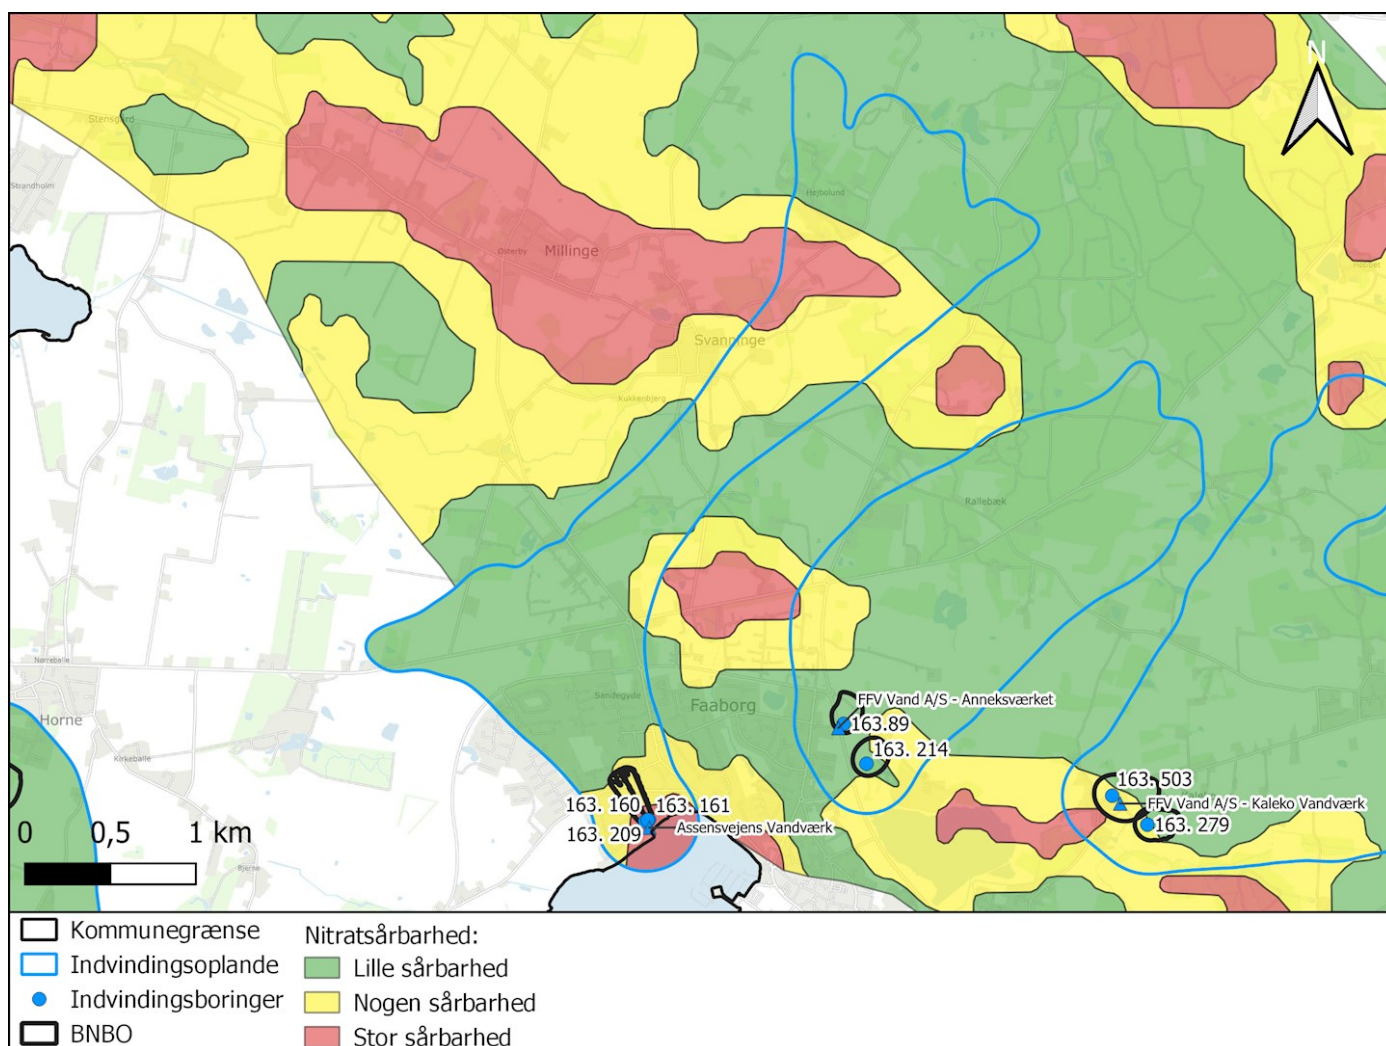 N
Stensgård
Strandholm
Højbolund
Østerby
Millinge
Svanninge
Kukkenbjerg
Rallebæk
Nørreballe
Sandegyde
Faaborg
FFV Vand A/S - Anneksværket
163.89
Horne
163. 214
Kirkeballe
163. 503
Kaleko
163. 160
163. 161
FFV Vand A/S - Kaleko Vandværk
163. 209
Assensvejens Vandværk
163. 279
0 0,5 1 km
Bjerne
Kommunegrænse
Indvindingsoplande
Indvindingsboringer
BNBO
Nitratsårbarhed:
Lille sårbarhed
Nogen sårbarhed
Stor sårbarhed